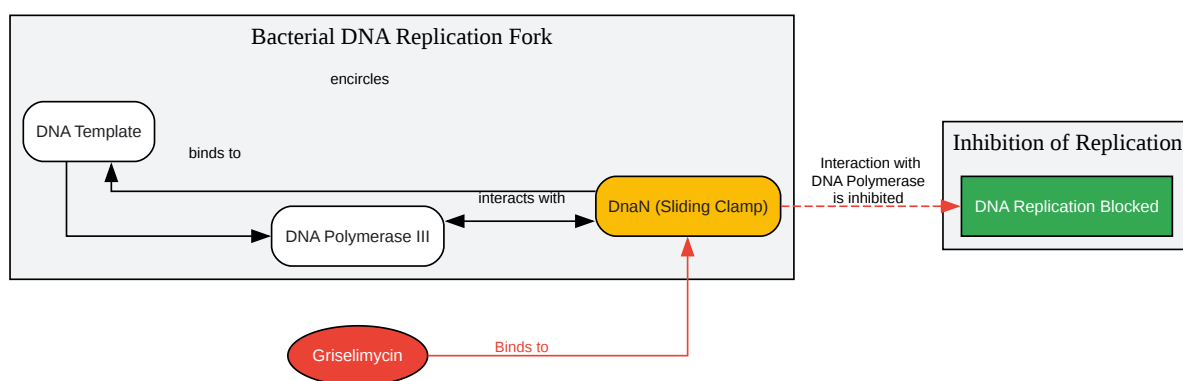 Bacterial DNA Replication Fork
encircles
DNA Template
binds to
interacts with
DnaN (Sliding Clamp)
DNA Polymerase III
Interaction with
DNA Polymerase
is inhibited
Inhibition of Replication
DNA Replication Blocked
Griselimycin
Binds to